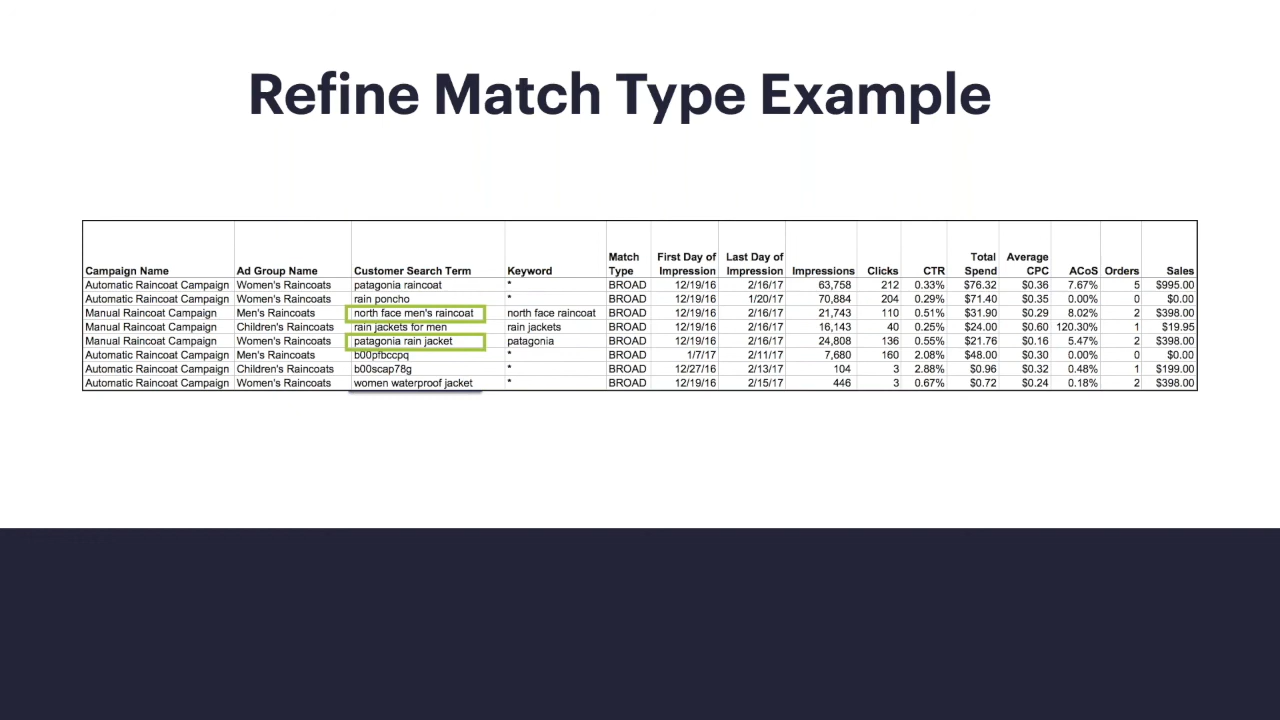 Refine Match Type Example
Match First Day of Last Day of Total Average
Campaign Name Ad Group Name Customer Search Term Keyword Type Impression Impression Impressions Clicks CTR Spend CPC ACoS Orders Sales
Automatic Raincoat Campaign Women's Raincoats patagonia raincoat * BROAD 12/19/16 2/16/17 63,758 212 0.33% $76.32 $0.36 7.67% 5 $995.00
Automatic Raincoat Campaign Women's Raincoats rain poncho * BROAD 12/19/16 1/20/17 70,884 204 0.29% $71.40 $0.35 0.00% 0 $0.00
Manual Raincoat Campaign Men's Raincoats north face men's raincoat north face raincoat BROAD 12/19/16 2/16/17 21,743 110 0.51% $31.90 $0.29 8.02% 2 $398.00
Manual Raincoat Campaign Children's Raincoats rain jackets for men rain jackets BROAD 12/19/16 2/16/17 16,143 40 0.25% $24.00 $0.60 120.30% 1 $19.95
Manual Raincoat Campaign Women's Raincoats patagonia rain jacket patagonia BROAD 12/19/16 2/16/17 24,808 136 0.55% $21.76 $0.16 5.47% 2 $398.00
Automatic Raincoat Campaign Men's Raincoats b00pfbccpq * BROAD 1/7/17 2/11/17 7,680 160 2.08% $48.00 $0.30 0.00% 0 $0.00
Automatic Raincoat Campaign Children's Raincoats b00scap78g * BROAD 12/27/16 2/13/17 104 3 2.88% $0.96 $0.32 0.48% 1 $199.00
Automatic Raincoat Campaign Women's Raincoats women waterproof jacket * BROAD 12/19/16 2/15/17 446 3 0.67% $0.72 $0.24 0.18% 2 $398.00